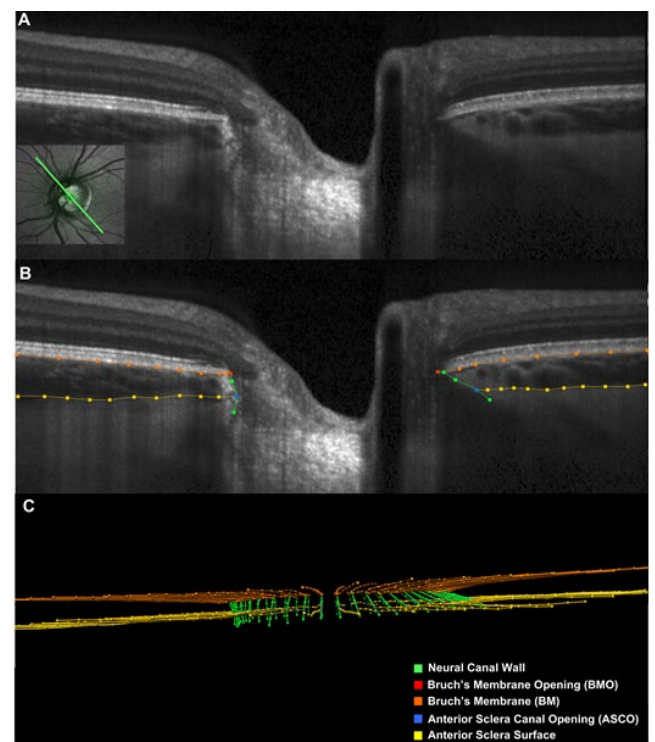 A
B
C
Neural Canal Wall
Bruch's Membrane Opening (BMO)
Bruch's Membrane (BM)
Anterior Sclera Canal Opening (ASCO)
Anterior Sclera Surface